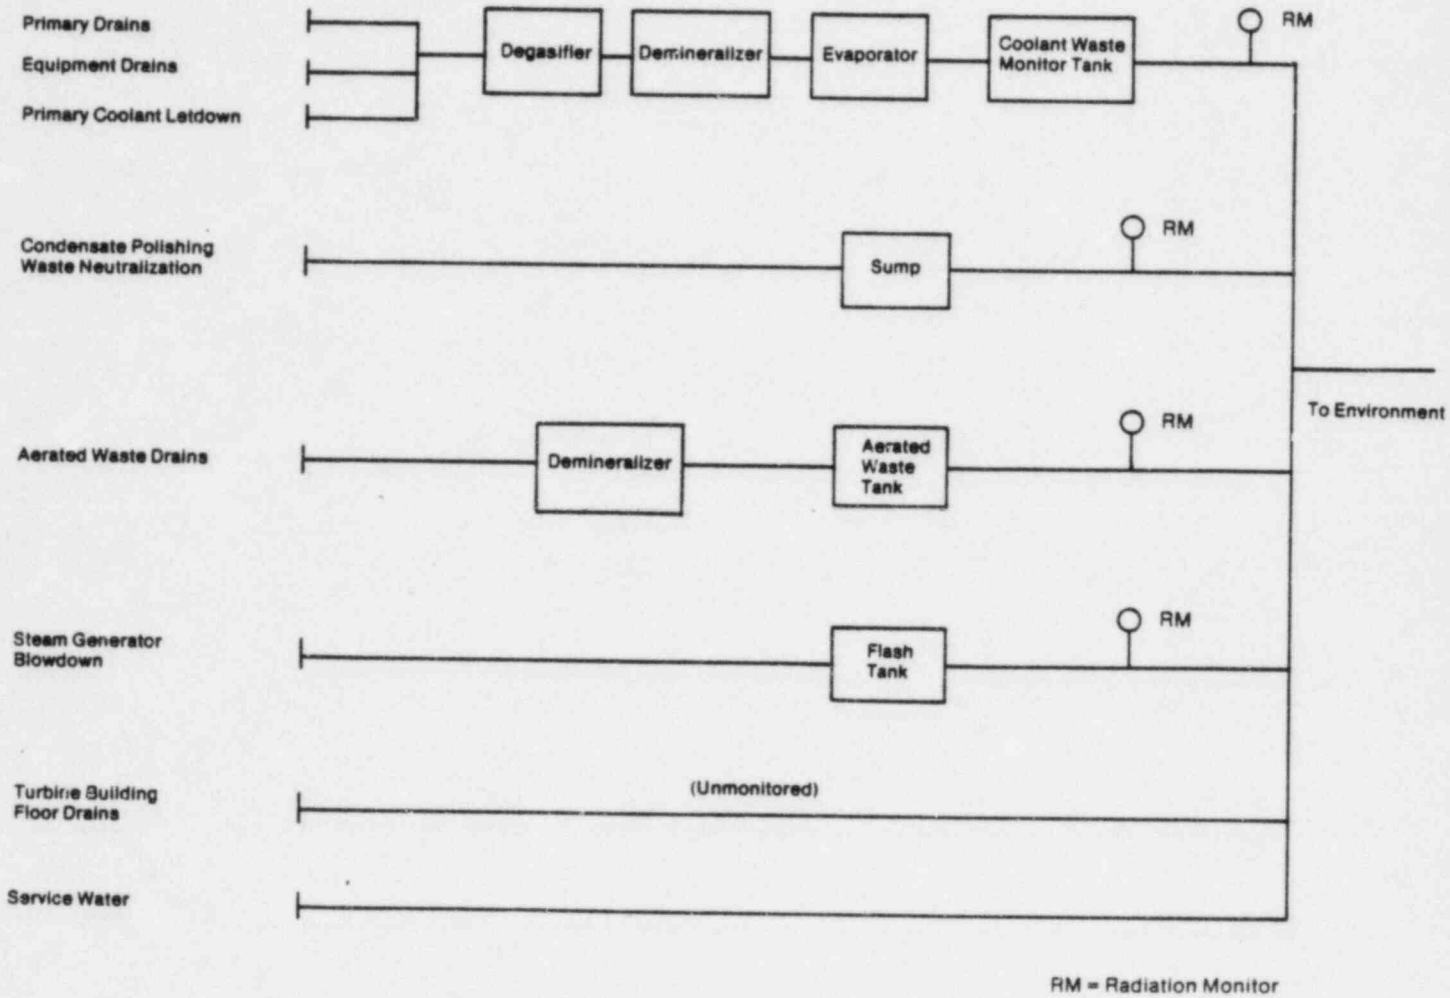 Primary Drains
Equipment Drains
Primary Coolant Letdown
Degasifier
Demineralizer
Evaporator
Coolant Waste
Monitor Tank
RM
Condensate Polishing
Waste Neutralization
Sump
RM
To Environment
Aerated Waste Drains
Demineralizer
Aerated
Waste
Tank
RM
Steam Generator
Blowdown
Flash
Tank
RM
Turbine Building
Floor Drains
(Unmonitored)
Service Water
RM = Radiation Monitor